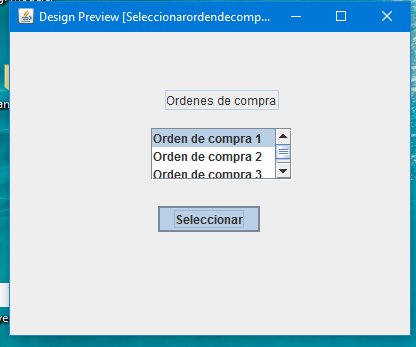 Design Preview [Seleccionarordendecomp...
Ordenes de compra
Orden de compra 1
Orden de compra 2
Orden de compra 3
Seleccionar